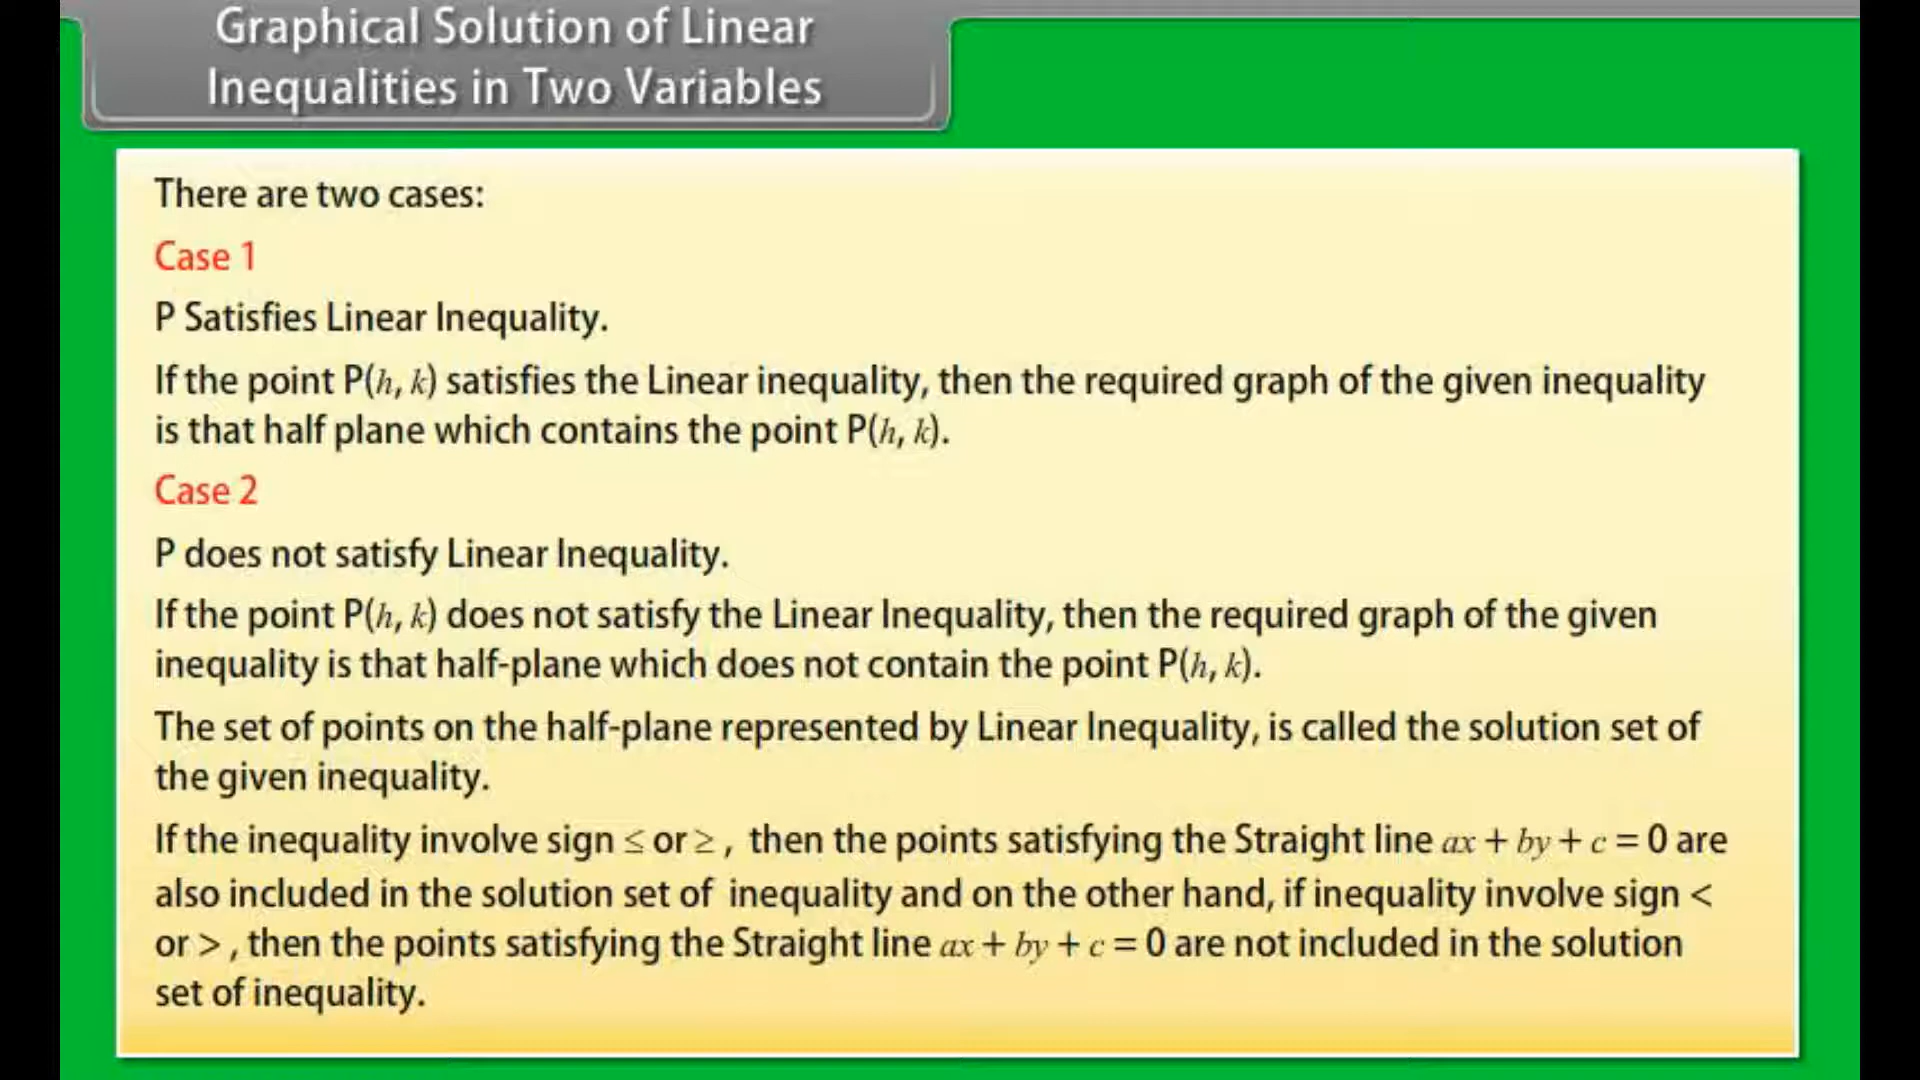 Graphical Solution of Linear
Inequalities in Two Variables
There are two cases:
Case 1
P Satisfies Linear Inequality.
If the point P(h, k) satisfies the Linear inequality, then the required graph of the given inequality
is that half plane which contains the point P(h, k).
Case 2
P does not satisfy Linear Inequality.
If the point P(h, k) does not satisfy the Linear Inequality, then the required graph of the given
inequality is that half-plane which does not contain the point P(h, k).
The set of points on the half-plane represented by Linear Inequality, is called the solution set of
the given inequality.
If the inequality involve sign ≤ or ≥ , then the points satisfying the Straight line ax + by + c = 0 are
also included in the solution set of inequality and on the other hand, if inequality involve sign <
or > , then the points satisfying the Straight line ax + by + c = 0 are not included in the solution
set of inequality.